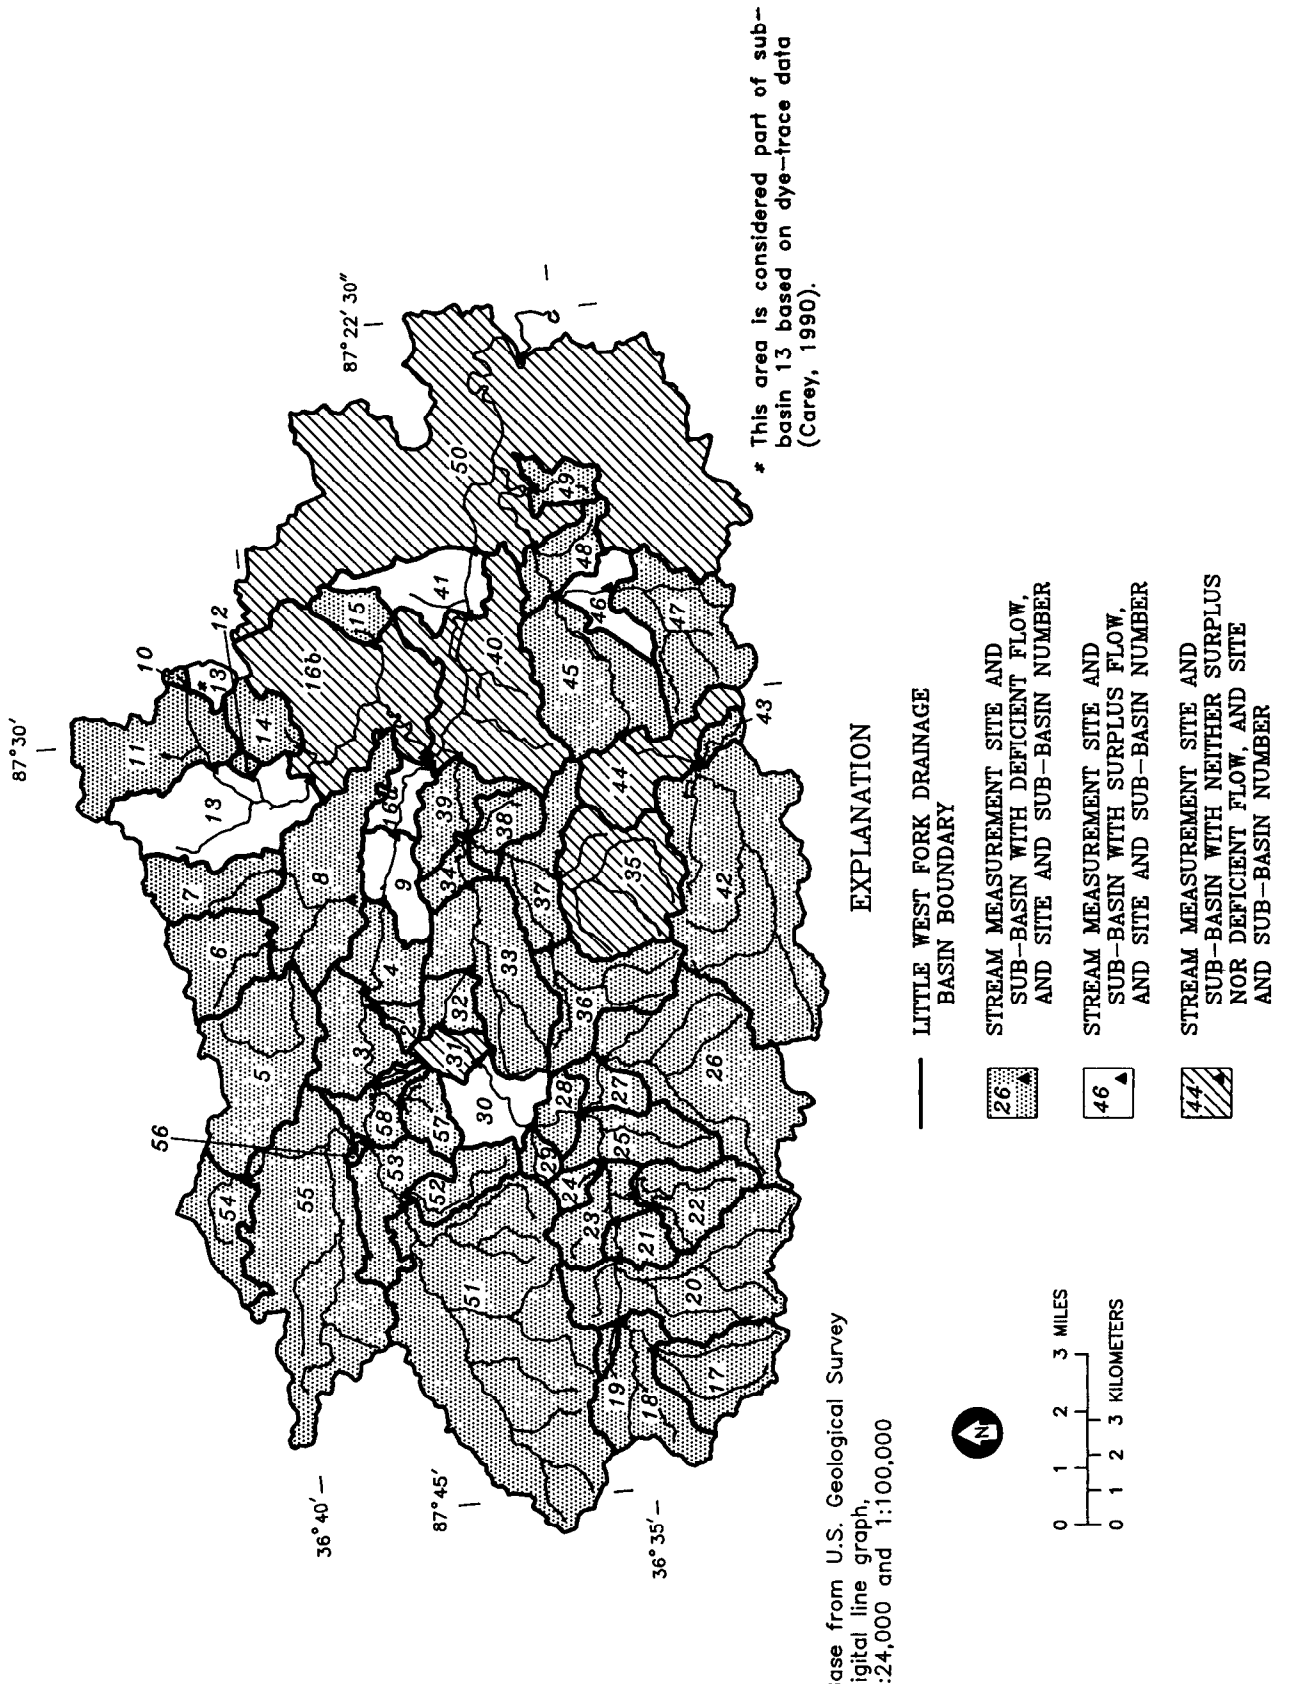 87° 30'
87° 22' 30"
87° 45'
36° 40'
36° 35'
56
10
12
43
54
55
5
6
7
11
13
*
13
14
8
16b
15
41
50
58
53
3
2
4
9
16a
57
52
30
31
32
34
39
33
38
37
40
49
48
46
47
45
51
29
28
36
35
44
24
23
25
27
26
42
19
18
17
20
21
22
* This area is considered part of sub-
basin 13 based on dye-trace data
(Carey, 1990).
ase from U.S. Geological Survey
igital line graph,
:24,000 and 1:100,000
N
0 1 2 3 MILES
0 1 2 3 KILOMETERS
EXPLANATION
LITTLE WEST FORK DRAINAGE
BASIN BOUNDARY
26
STREAM MEASUREMENT SITE AND
SUB-BASIN WITH DEFICIENT FLOW,
AND SITE AND SUB-BASIN NUMBER
46
STREAM MEASUREMENT SITE AND
SUB-BASIN WITH SURPLUS FLOW,
AND SITE AND SUB-BASIN NUMBER
44
STREAM MEASUREMENT SITE AND
SUB-BASIN WITH NEITHER SURPLUS
NOR DEFICIENT FLOW, AND SITE
AND SUB-BASIN NUMBER